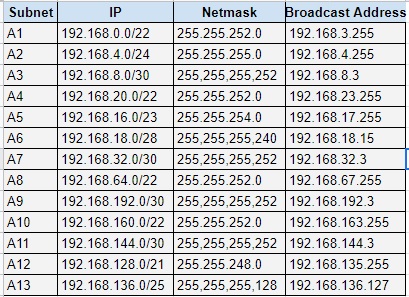 Subnet IP Netmask Broadcast Address
A1 192.168.0.0/22 255.255.252.0 192.168.3.255
A2 192.168.4.0/24 255.255.255.0 192.168.4.255
A3 192.168.8.0/30 255,255,255,252 192.168.8.3
A4 192.168.20.0/22 255.255.252.0 192.168.23.255
A5 192.168.16.0/23 255.255.254.0 192.168.17.255
A6 192.168.18.0/28 255,255,255,240 192.168.18.15
A7 192.168.32.0/30 255,255,255,252 192.168.32.3
A8 192.168.64.0/22 255.255.252.0 192.168.67.255
A9 192.168.192.0/30 255,255,255,252 192.168.192.3
A10 192.168.160.0/22 255.255.252.0 192.168.163.255
A11 192.168.144.0/30 255,255,255,252 192.168.144.3
A12 192.168.128.0/21 255.255.248.0 192.168.135.255
A13 192.168.136.0/25 255,255,255,128 192.168.136.127